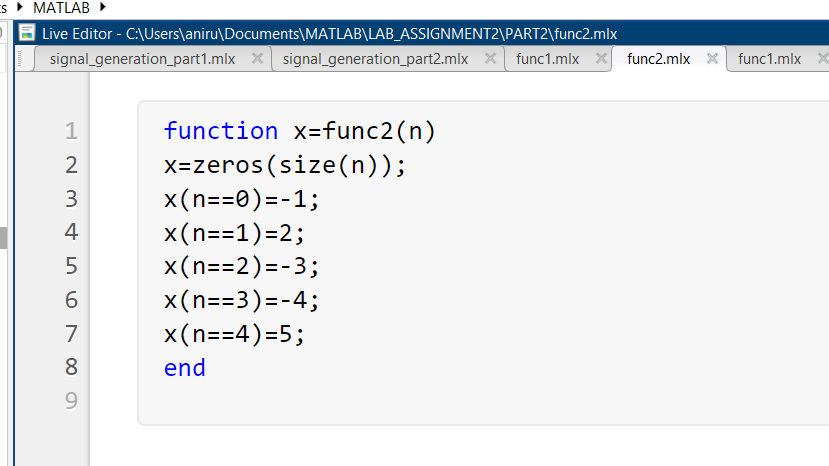 MATLAB
Live Editor - C:\Users\aniru\Documents\MATLAB\LAB_ASSIGNMENT2\PART2\func2.mlx
signal_generation_part1.mlx signal_generation_part2.mlx func1.mlx func2.mlx func1.mlx
1 function x=func2(n)
2 x=zeros(size(n));
3 x(n==0)=-1;
4 x(n==1)=2;
5 x(n==2)=-3;
6 x(n==3)=-4;
7 x(n==4)=5;
8 end
9